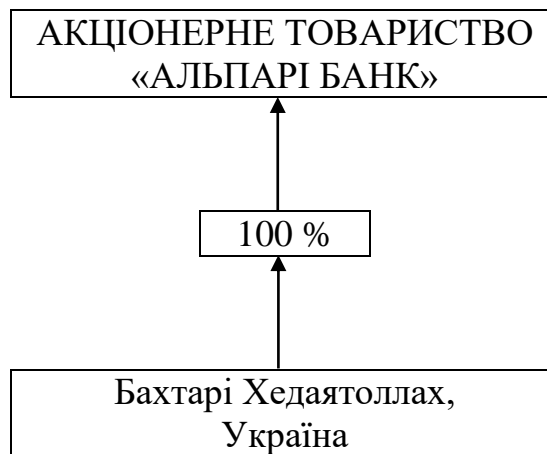 АКЦІОНЕРНЕ ТОВАРИСТВО
«АЛЬПАРІ БАНК»
100 %
Бахтарі Хедаятоллах,
Україна